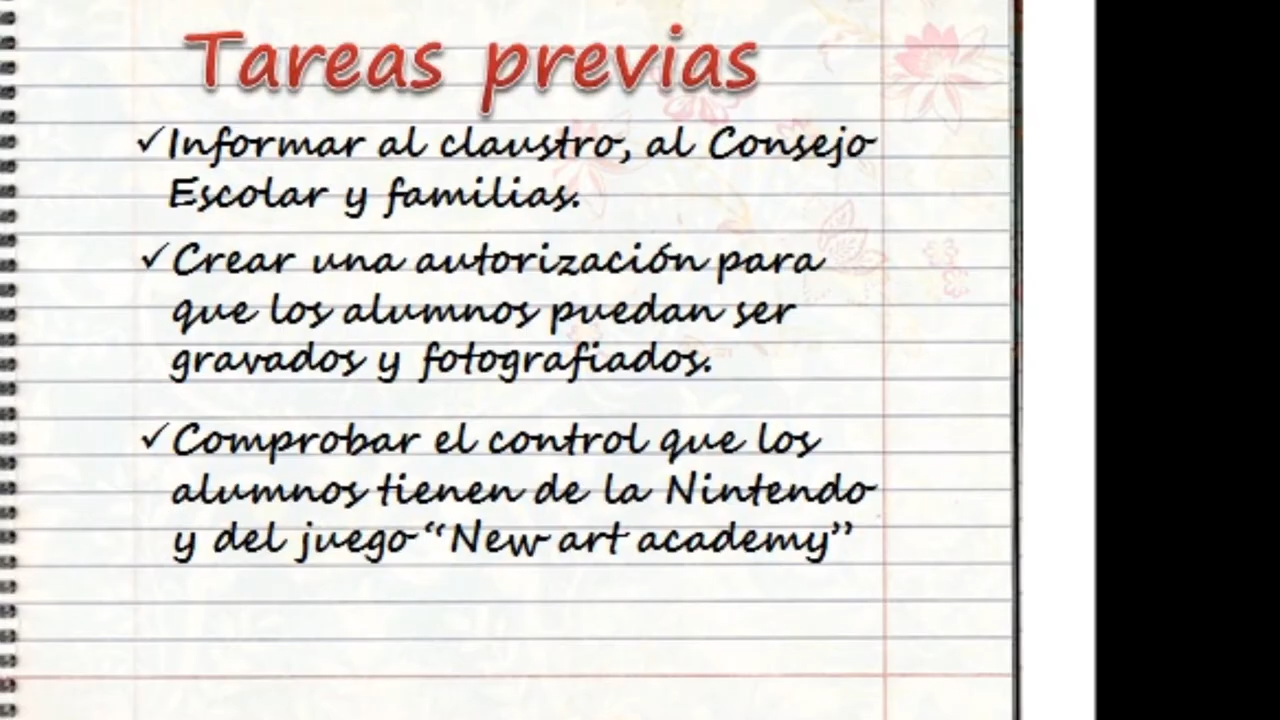 Tareas previas
✓Informar al claustro, al Consejo
Escolar y familias.
✓Crear una autorización para
que los alumnos puedan ser
gravados y fotografiados.
✓Comprobar el control que los
alumnos tienen de la Nintendo
y del juego “New art academy”